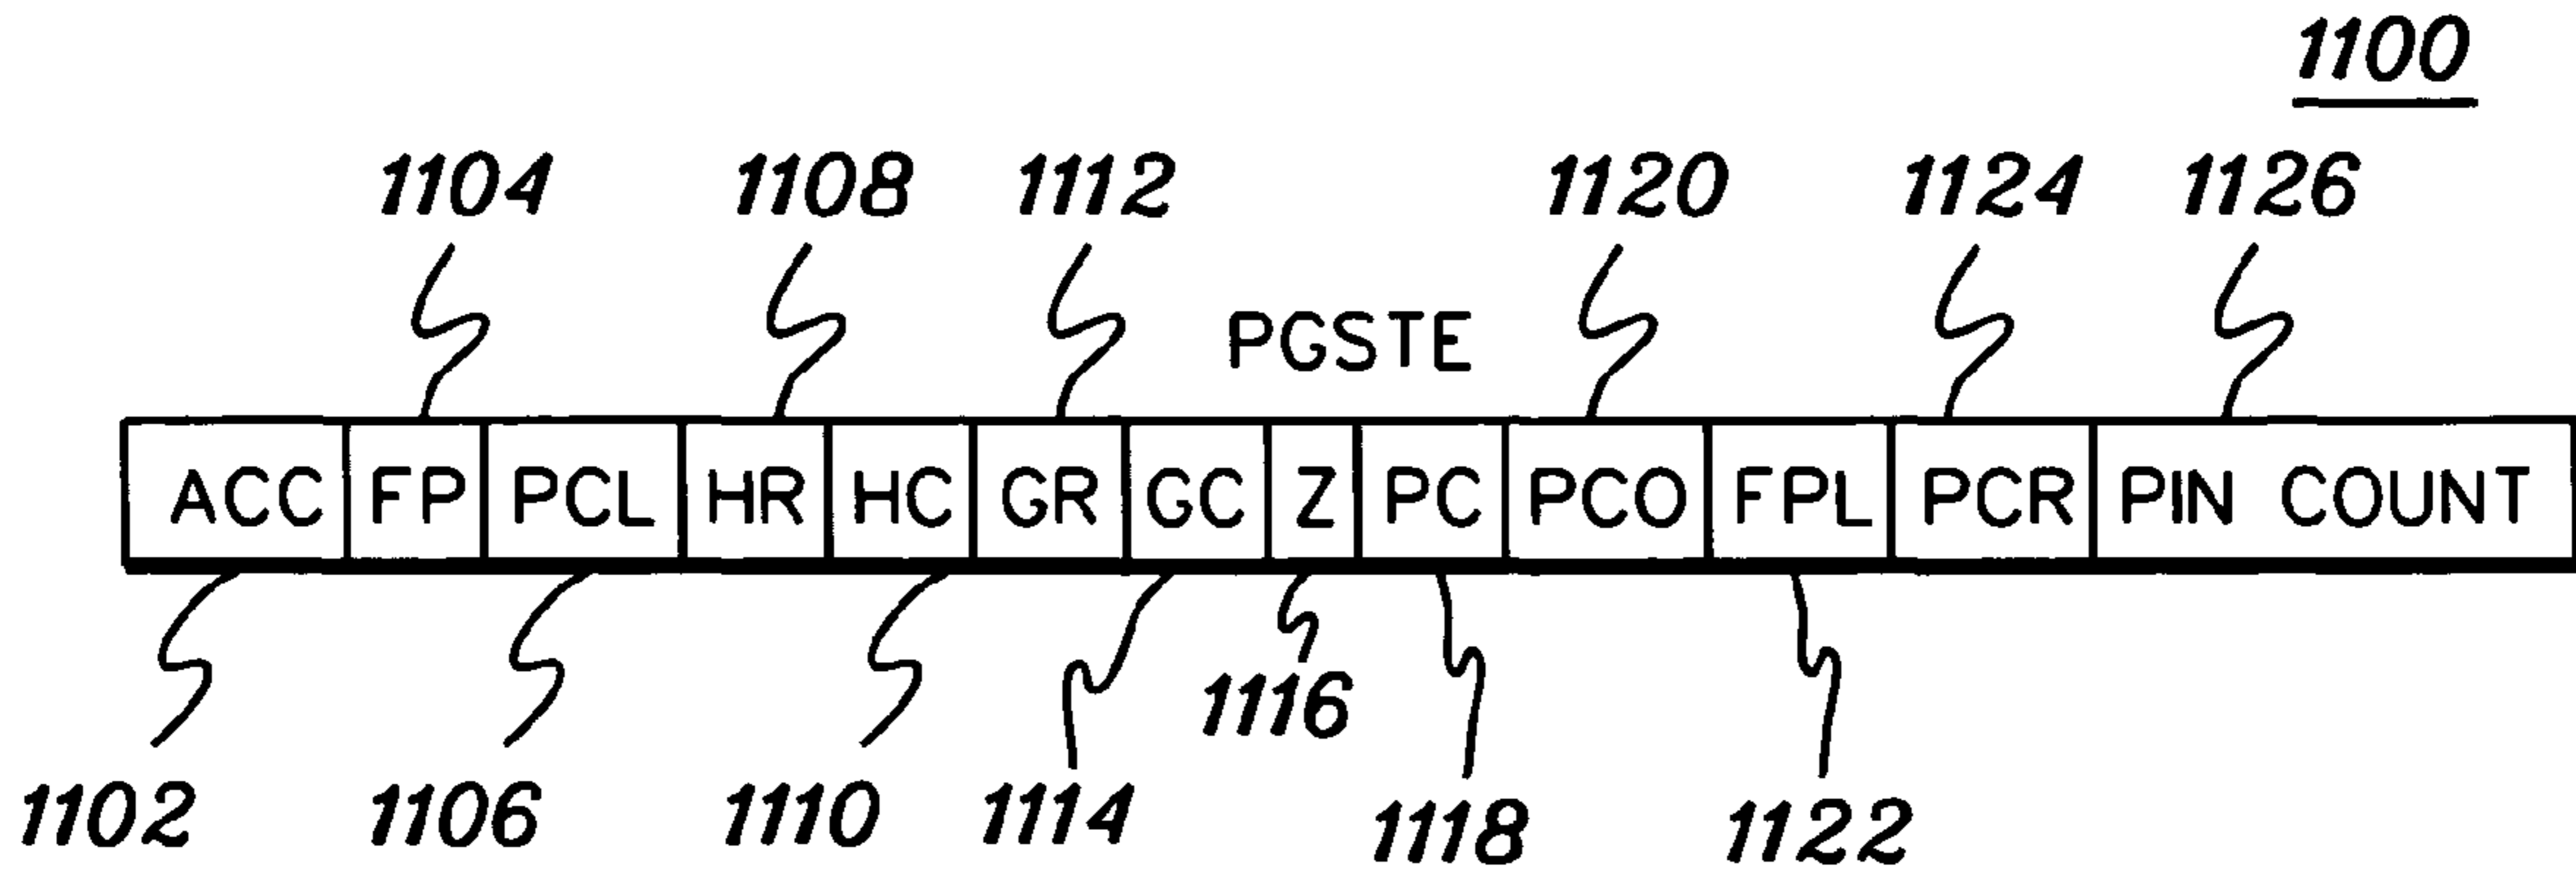 1100
1104 1108 1112 1120 1124 1126
PGSTE
ACC FP PCL HR HC GR GC Z PC PCO FPL PCR PIN COUNT
1116
1102 1106 1110 1114 1118 1122